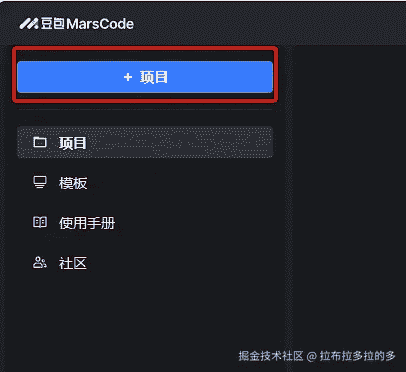 豆包MarsCode
+ 项目
项目
模板
使用手册
社区
掘金技术社区 @ 拉布拉多拉的多